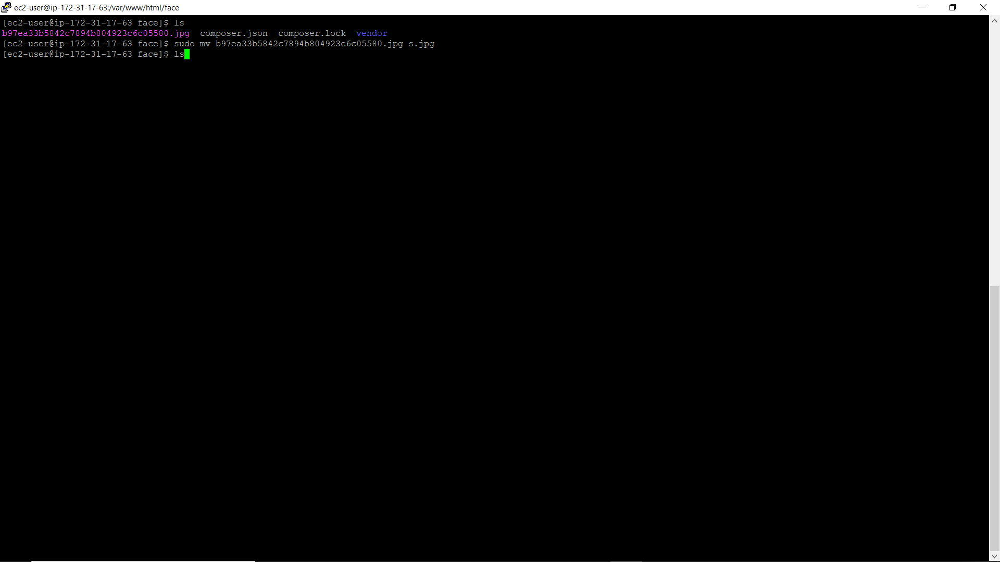 ec2-user@ip-172-31-17-63:/var/www/html/face
[ec2-user@ip-172-31-17-63 face]$ ls
b97ea33b5842c7894b804923c6c05580.jpg  composer.json  composer.lock  vendor
[ec2-user@ip-172-31-17-63 face]$ sudo mv b97ea33b5842c7894b804923c6c05580.jpg s.jpg
[ec2-user@ip-172-31-17-63 face]$ ls